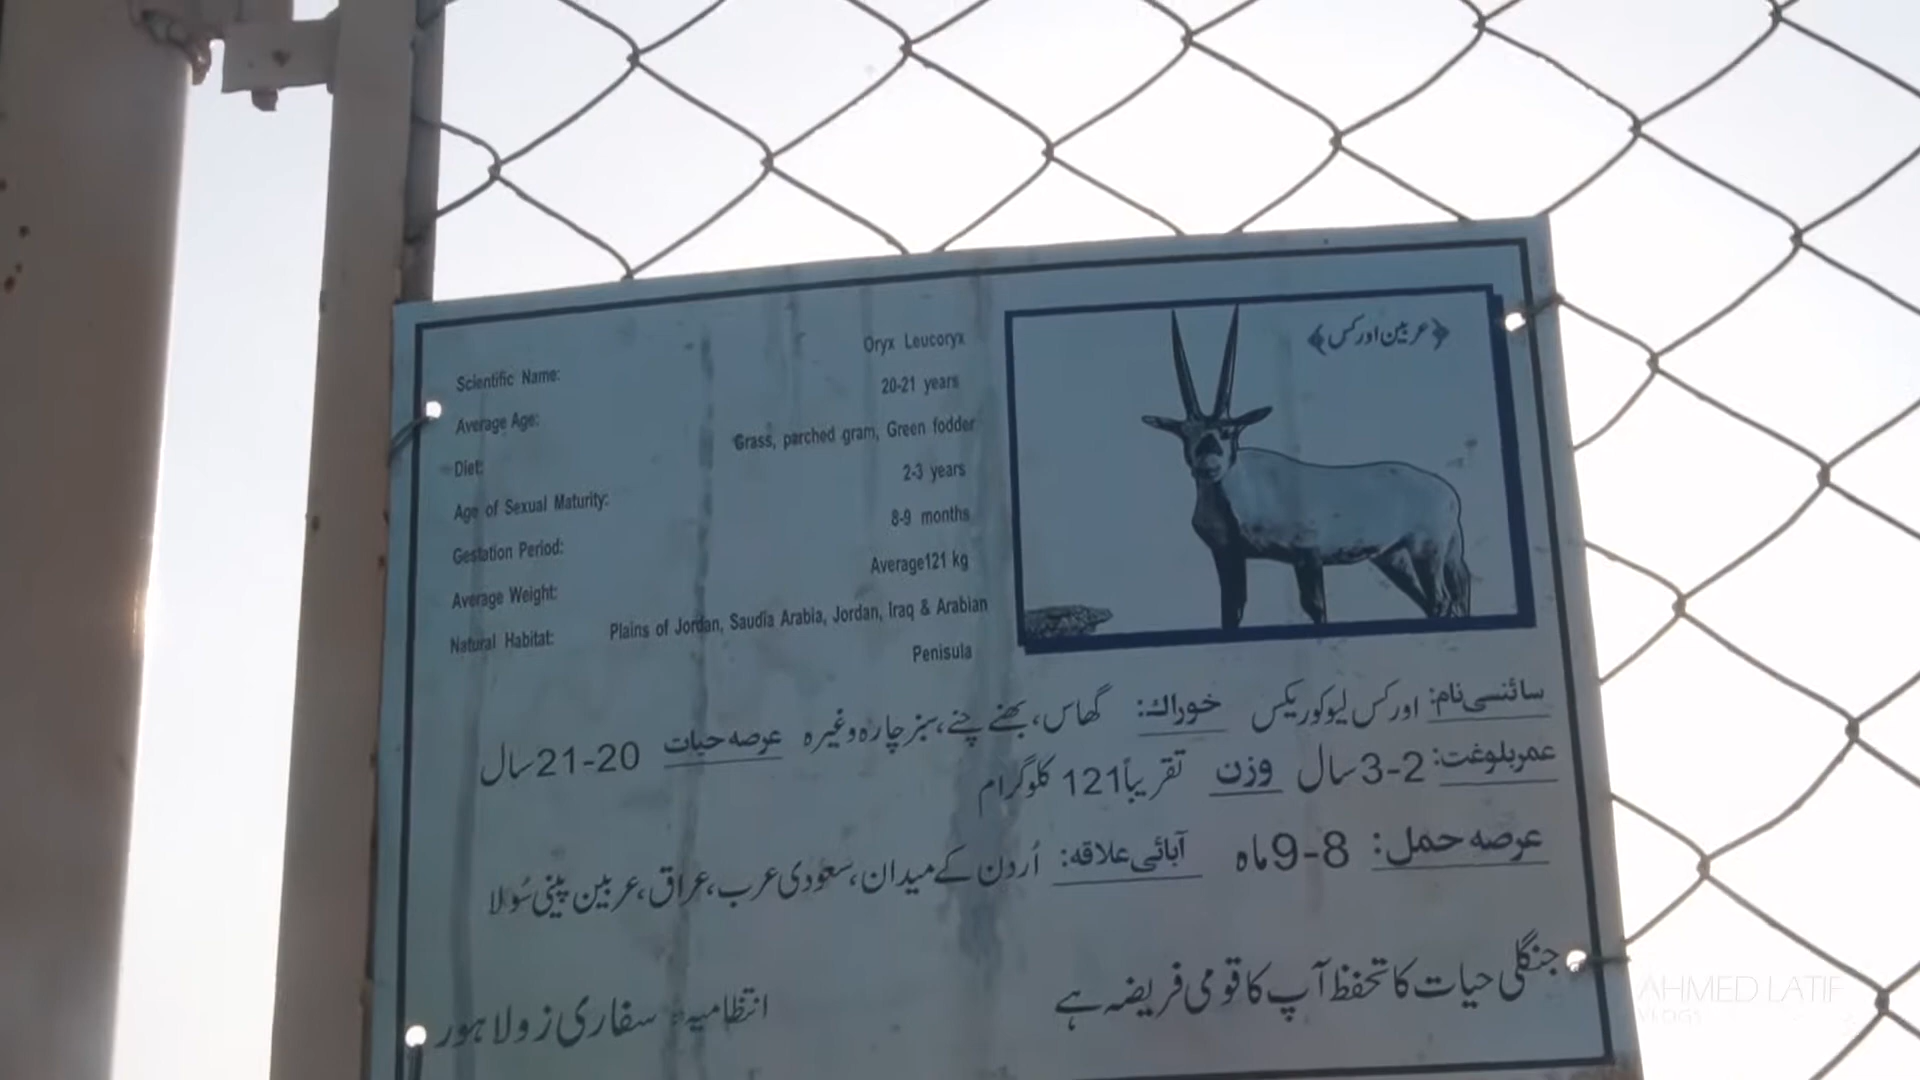 Scientific Name: Oryx Leucoryx
Average Age: 20-21 years
Diet: Grass, parched gram, Green fodder
Age of Sexual Maturity: 2-3 years
Gestation Period: 8-9 months
Average Weight: Average121 kg
Natural Habitat: Plains of Jordan, Saudia Arabia, Jordan, Iraq & Arabian
Penisula
﴿عربین اورکس﴾
سائنسی نام: اورکس لیوکوریکس خوراک: گھاس، بھنے چنے، سبز چارہ وغیرہ عرصہ حیات 20-21 سال
عمر بلوغت: 2-3 سال وزن تقریباً 121 کلوگرام
عرصہ حمل: 8-9 ماہ آبائی علاقہ: اُردن کے میدان، سعودی عرب، عراق، عربین پینی سُولا
جنگلی حیات کا تحفظ آپ کا قومی فریضہ ہے
انتظامیہ: سفاری زو لاہور
AHMED LATIF
VLOGS